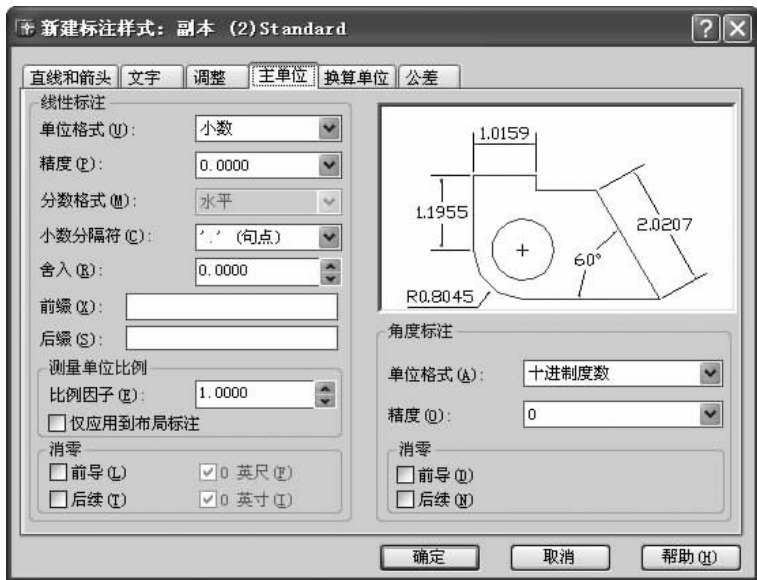 新建标注样式: 副本 (2)Standard
直线和箭头 文字 调整 主单位 换算单位 公差
线性标注
单位格式(U): 小数
精度(P): 0.0000
分数格式(M): 水平
小数分隔符(C): '.' (句点)
舍入(R): 0.0000
前缀(X):
后缀(S):
测量单位比例
比例因子(E): 1.0000
仅应用到布局标注
消零
前导(L) 0 英尺(F)
后续(T) 0 英寸(I)
1.0159
1.1955
2.0207
60°
R0.8045
角度标注
单位格式(A): 十进制度数
精度(O): 0
消零
前导(D)
后续(N)
确定 取消 帮助(H)